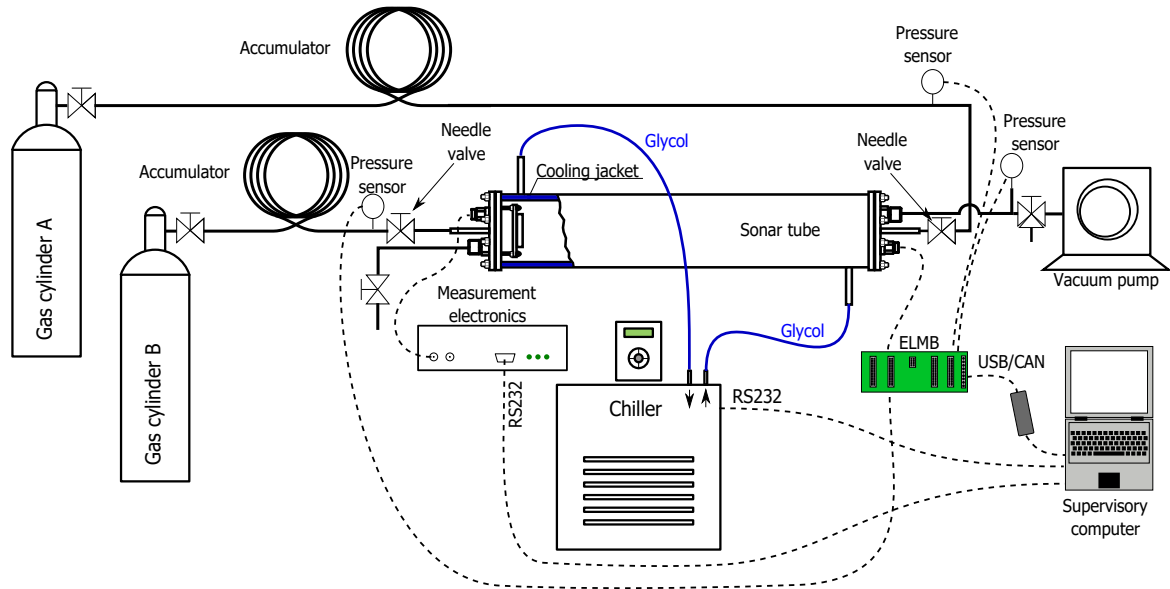 Accumulator
Pressure
sensor
Gas cylinder A
Accumulator
Pressure
sensor
Needle
valve
Glycol
Cooling jacket
Needle
valve
Pressure
sensor
Sonar tube
Vacuum pump
Gas cylinder B
Measurement
electronics
Glycol
ELMB
USB/CAN
RS232
Chiller
RS232
Supervisory
computer